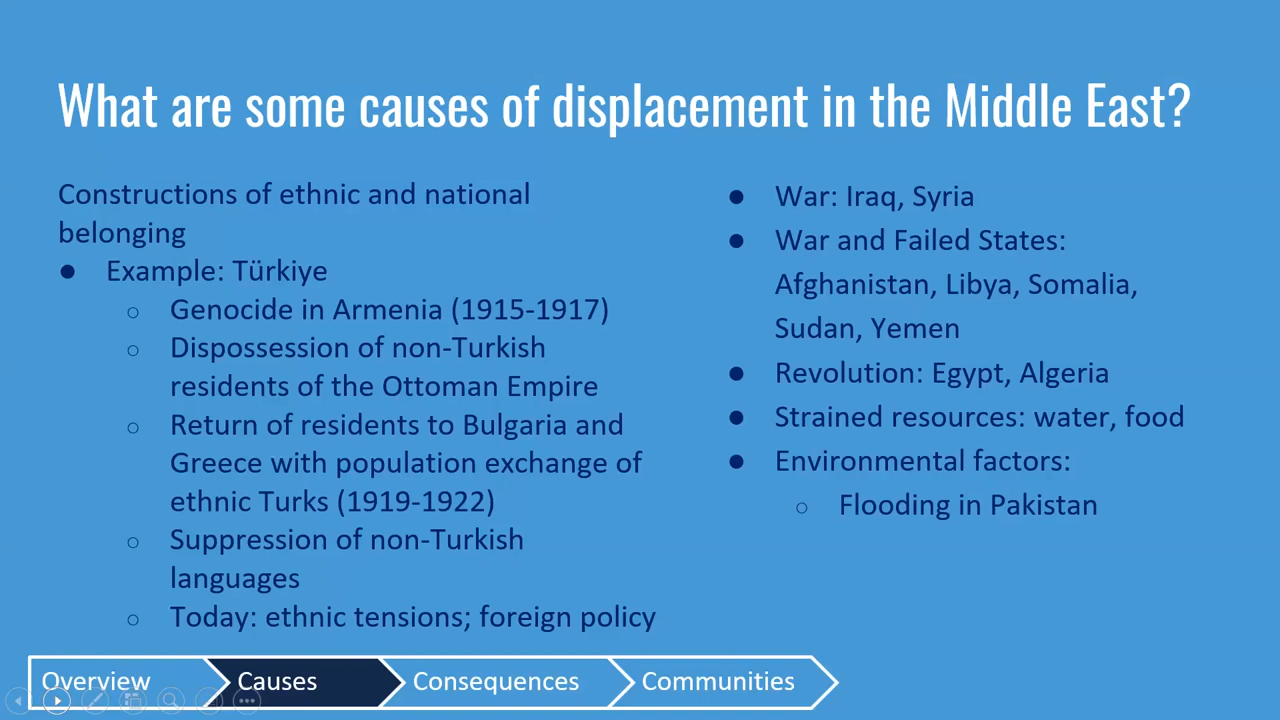 What are some causes of displacement in the Middle East?
Constructions of ethnic and national
belonging
● Example: Türkiye
○ Genocide in Armenia (1915-1917)
○ Dispossession of non-Turkish
residents of the Ottoman Empire
○ Return of residents to Bulgaria and
Greece with population exchange of
ethnic Turks (1919-1922)
○ Suppression of non-Turkish
languages
○ Today: ethnic tensions; foreign policy
● War: Iraq, Syria
● War and Failed States:
Afghanistan, Libya, Somalia,
Sudan, Yemen
● Revolution: Egypt, Algeria
● Strained resources: water, food
● Environmental factors:
○ Flooding in Pakistan
Overview Causes Consequences Communities